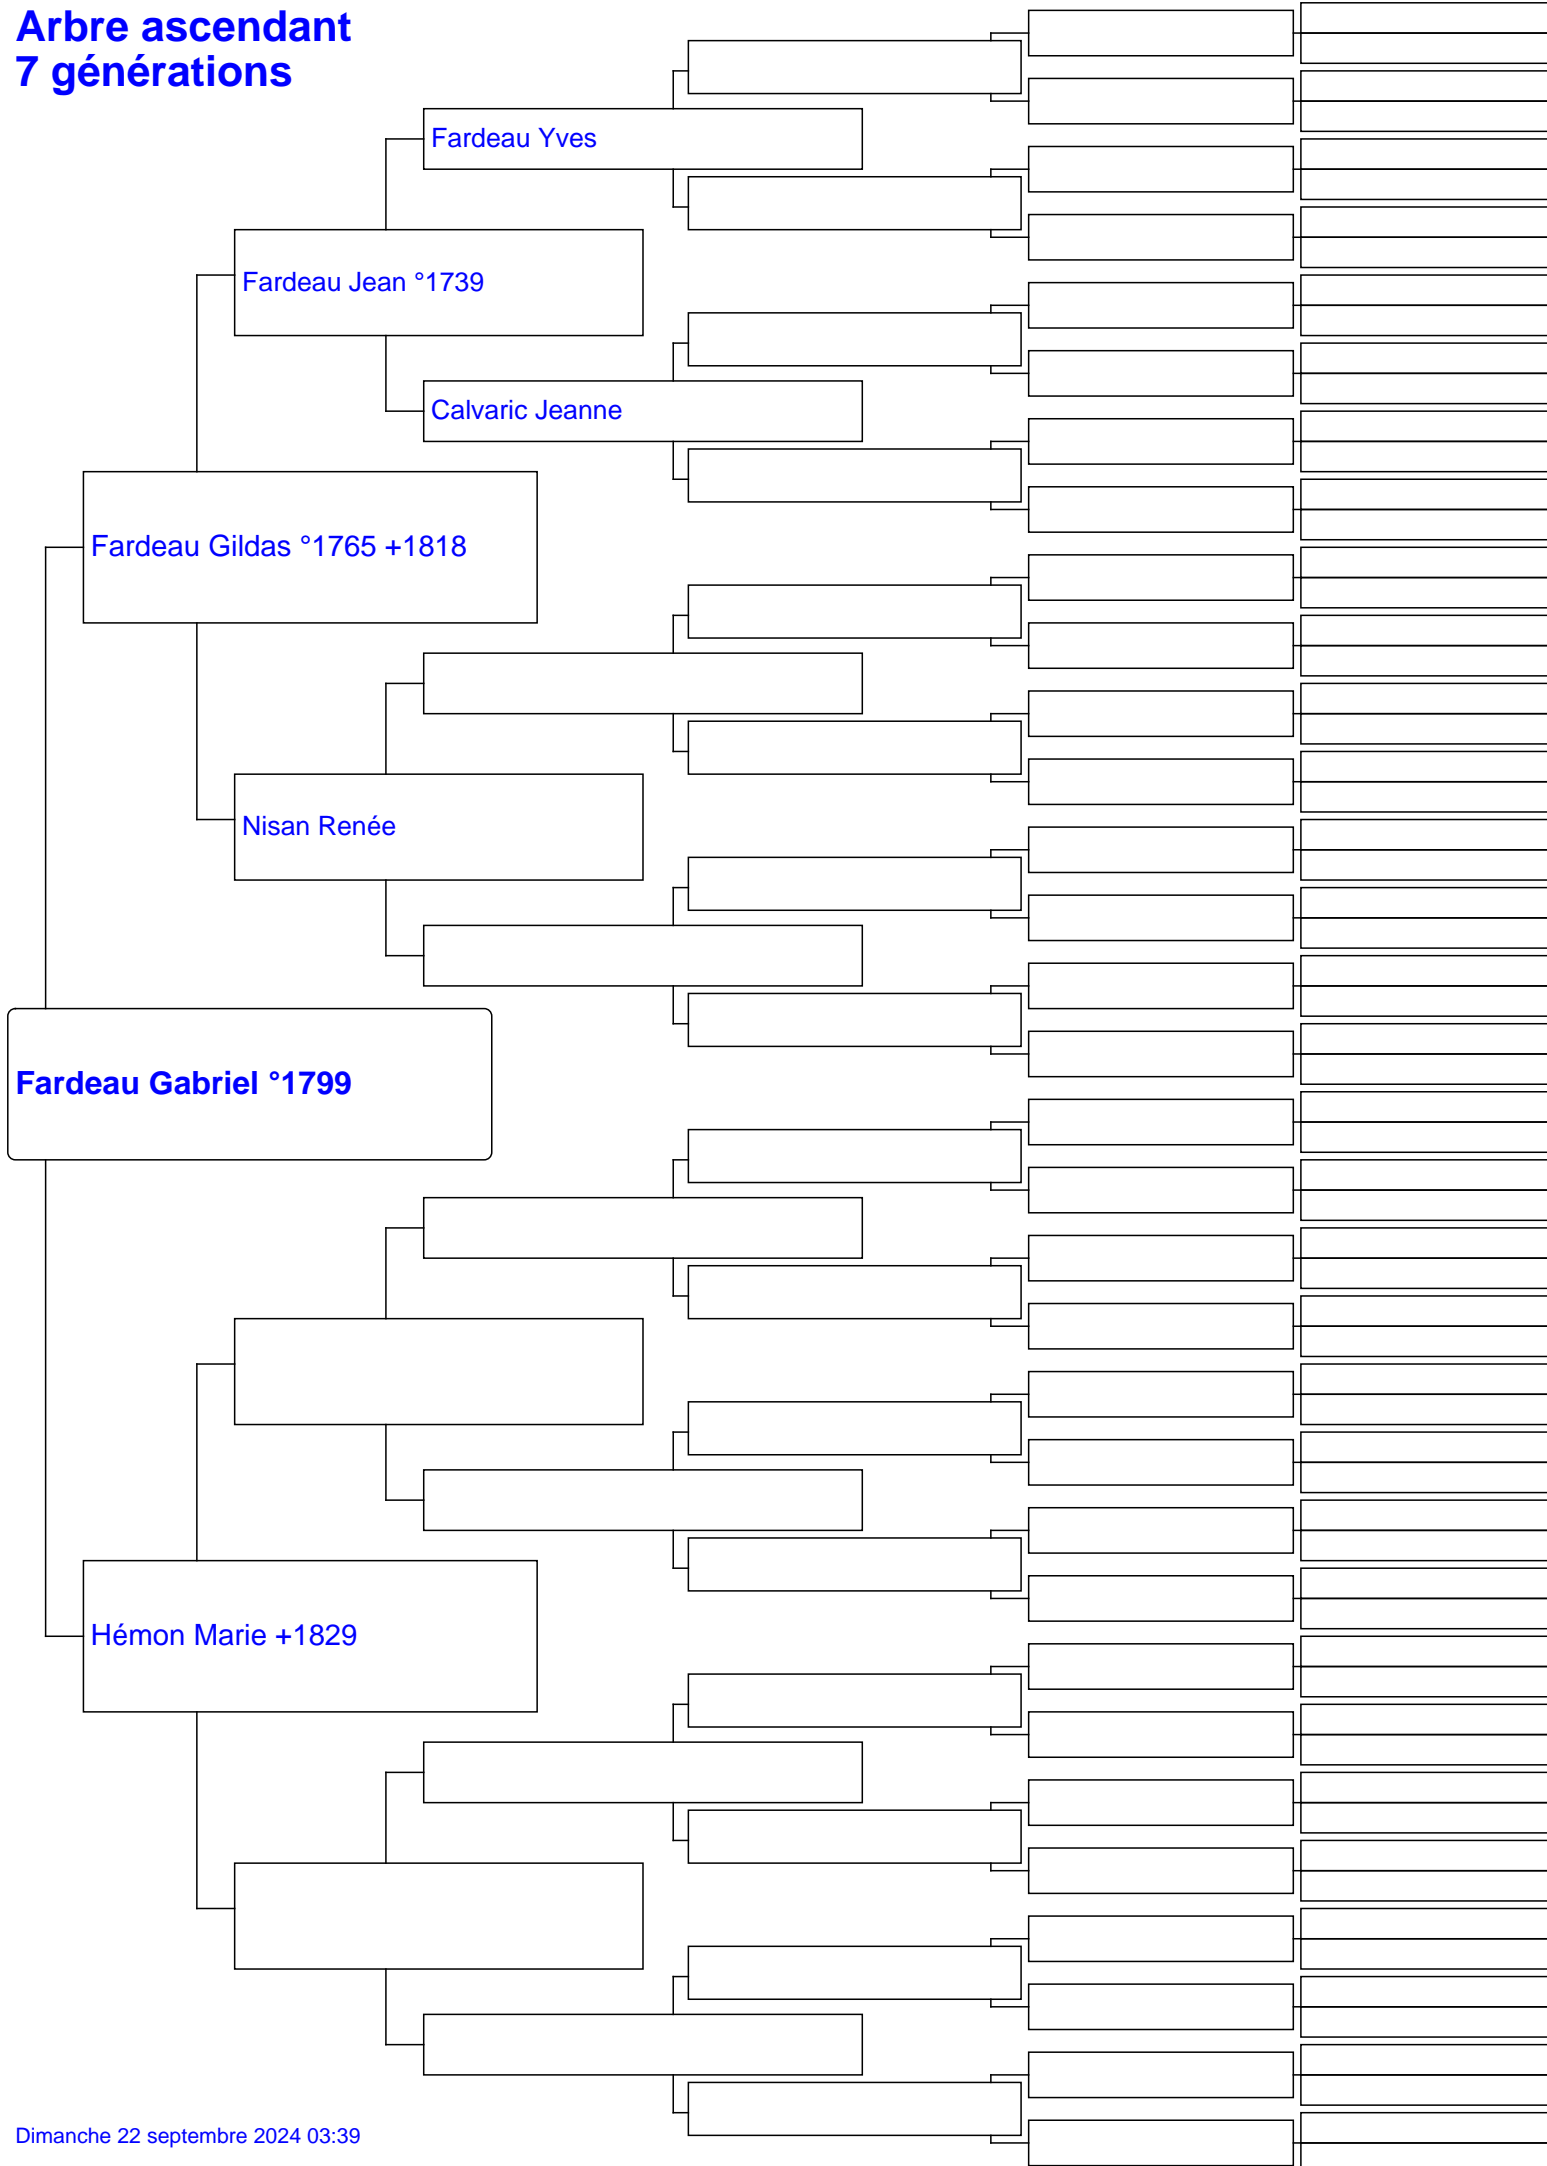 Arbre ascendant
7 générations
Fardeau Yves
Fardeau Jean °1739
Calvaric Jeanne
Fardeau Gildas °1765 +1818
Nisan Renée
Fardeau Gabriel °1799
Hémon Marie +1829
Dimanche 22 septembre 2024 03:39